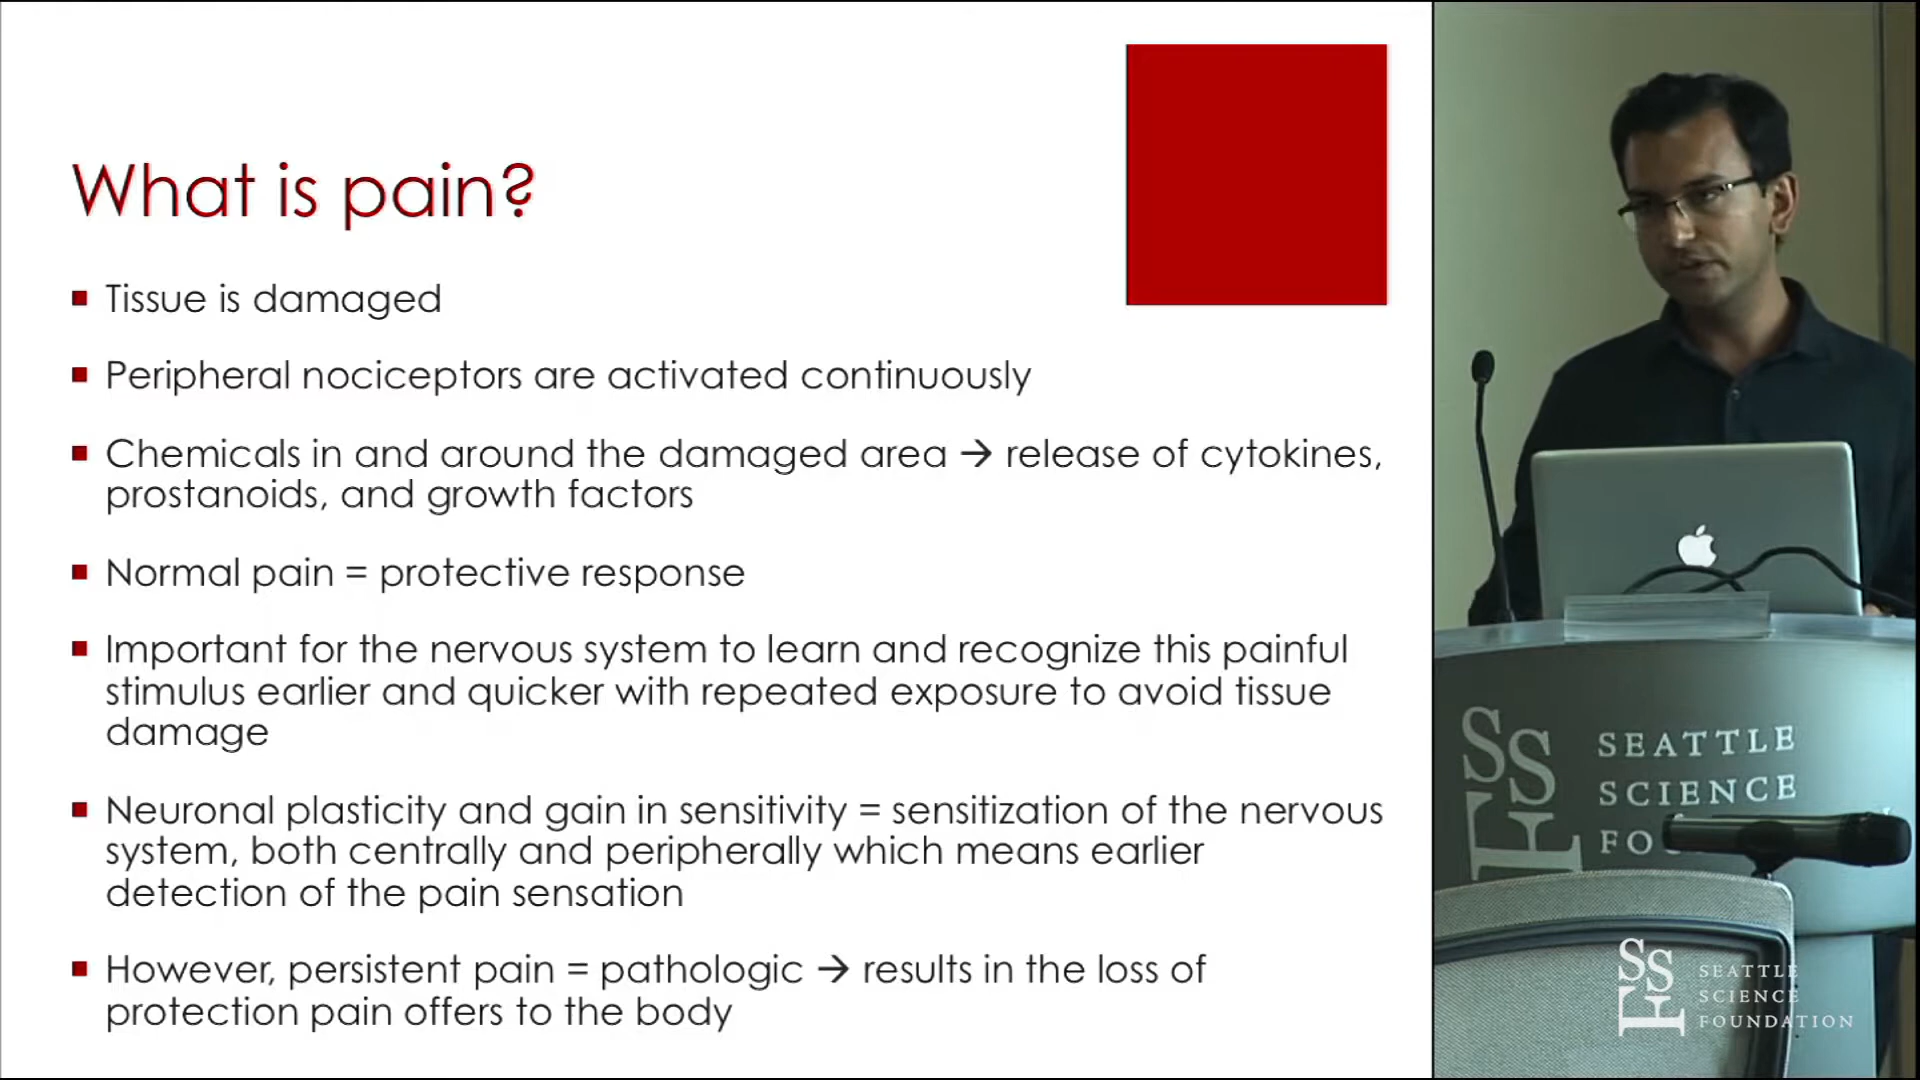 What is pain?
▪ Tissue is damaged
▪ Peripheral nociceptors are activated continuously
▪ Chemicals in and around the damaged area → release of cytokines,
prostanoids, and growth factors
▪ Normal pain = protective response
▪ Important for the nervous system to learn and recognize this painful
stimulus earlier and quicker with repeated exposure to avoid tissue
damage
▪ Neuronal plasticity and gain in sensitivity = sensitization of the nervous
system, both centrally and peripherally which means earlier
detection of the pain sensation
▪ However, persistent pain = pathologic → results in the loss of
protection pain offers to the body
SEATTLE
SCIENCE
SSF
SEATTLE
SCIENCE
FOUNDATION